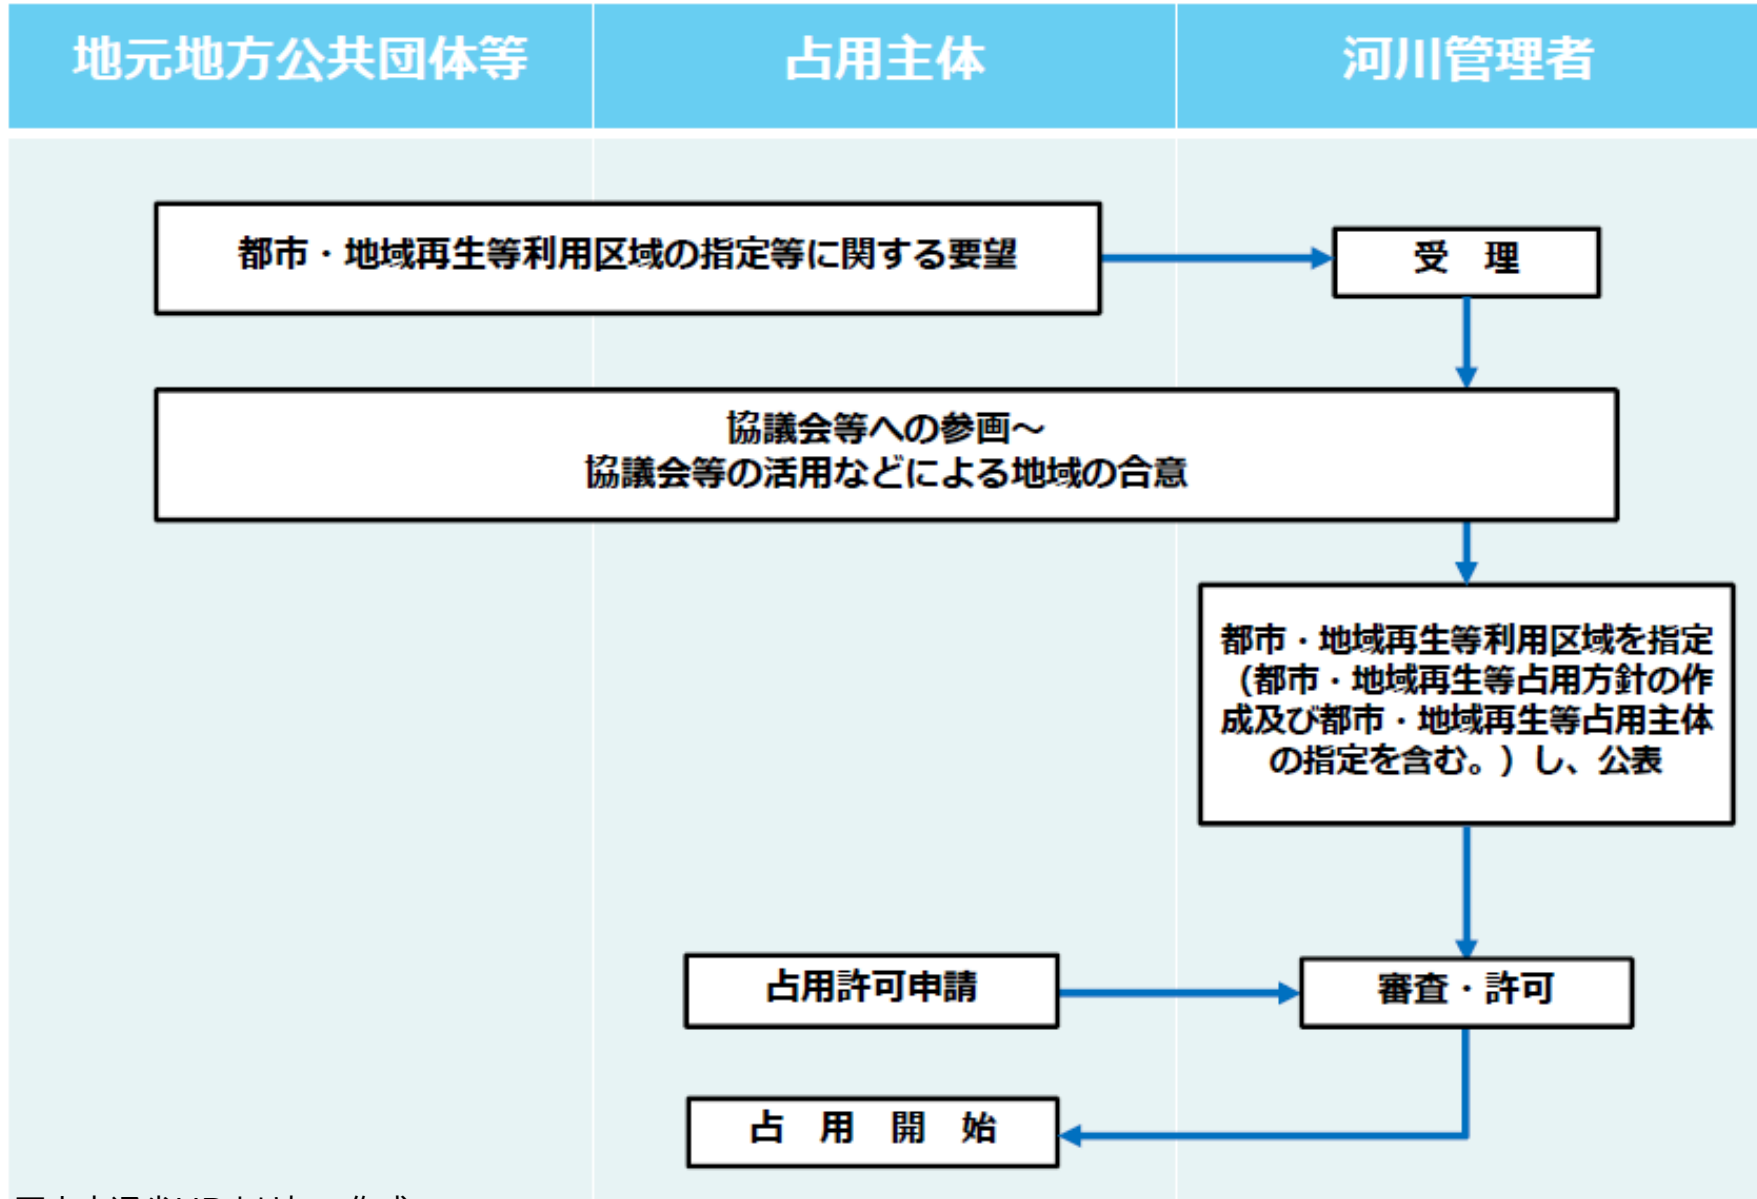 地元地方公共団体等
占用主体
河川管理者
都市・地域再生等利用区域の指定等に関する要望
受　理
協議会等への参画～
協議会等の活用などによる地域の合意
都市・地域再生等利用区域を指定
（都市・地域再生等占用方針の作
成及び都市・地域再生等占用主体
の指定を含む。）し、公表
占用許可申請
審査・許可
占　用　開　始